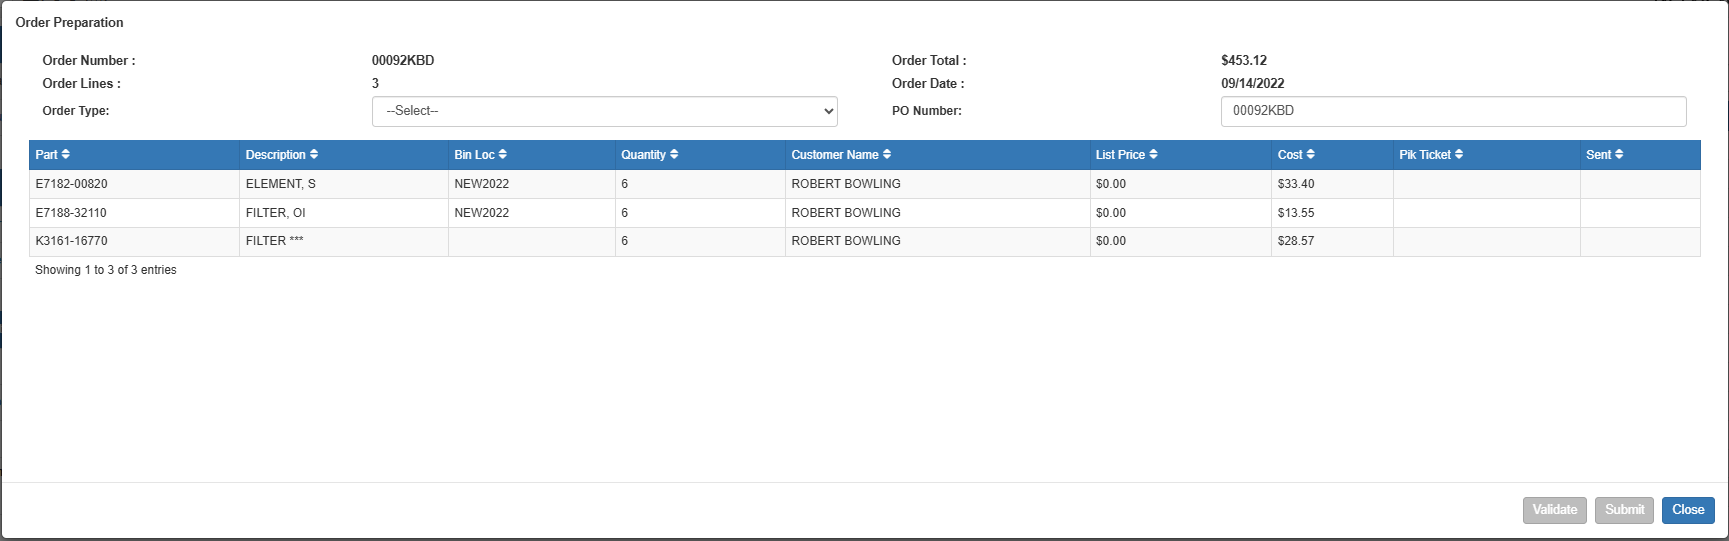 Order Preparation
Order Number : 00092KBD Order Total : $453.12
Order Lines : 3 Order Date : 09/14/2022
Order Type: --Select-- PO Number: 00092KBD
Part Description Bin Loc Quantity Customer Name List Price Cost Pik Ticket Sent
E7182-00820 ELEMENT, S NEW2022 6 ROBERT BOWLING $0.00 $33.40
E7188-32110 FILTER, OI NEW2022 6 ROBERT BOWLING $0.00 $13.55
K3161-16770 FILTER *** 6 ROBERT BOWLING $0.00 $28.57
Showing 1 to 3 of 3 entries
Validate Submit Close